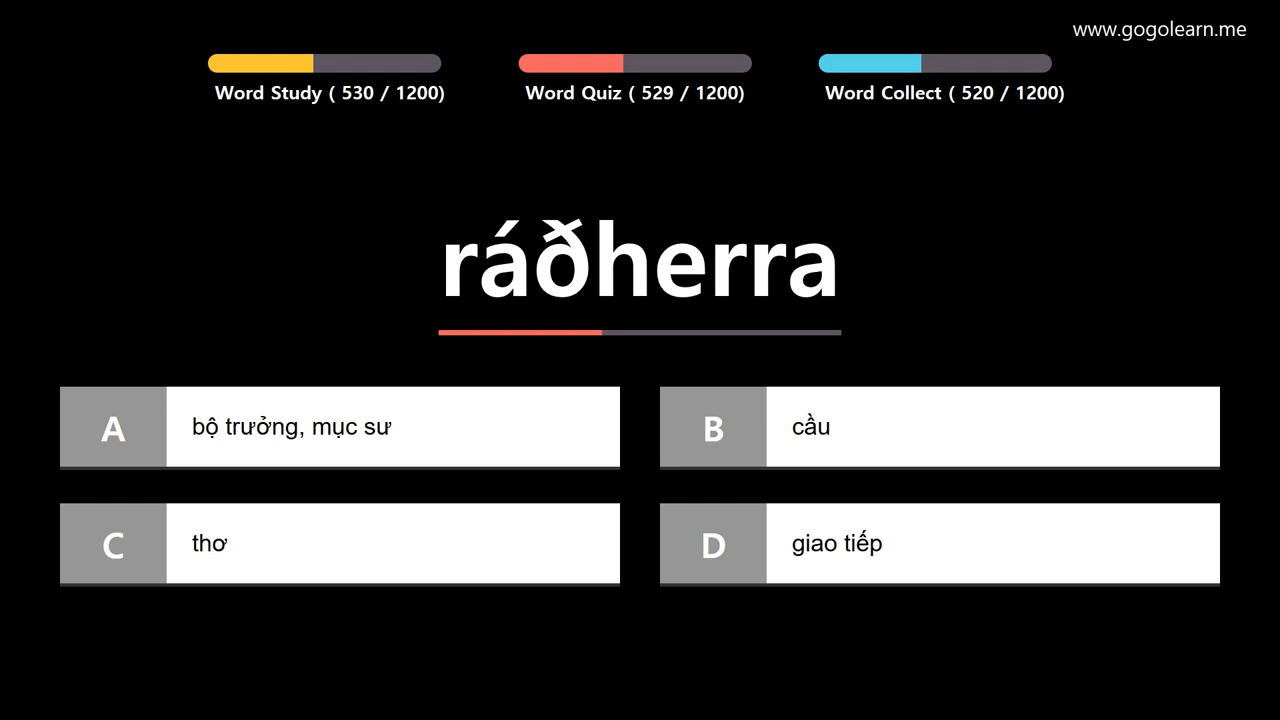 www.gogolearn.me
Word Study ( 530 / 1200)
Word Quiz ( 529 / 1200)
Word Collect ( 520 / 1200)
ráðherra
A
bộ trưởng, mục sư
B
cầu
C
thơ
D
giao tiếp